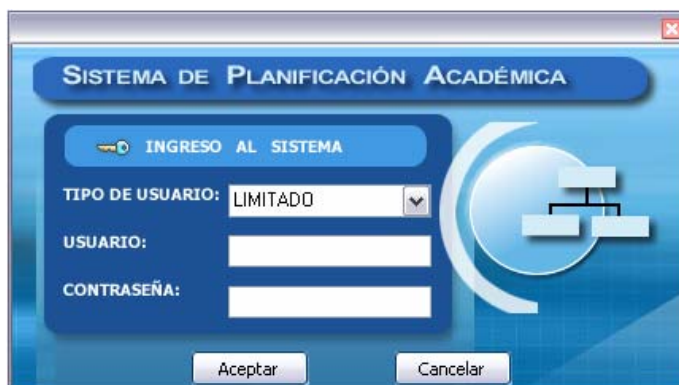 SISTEMA DE PLANIFICACIÓN ACADÉMICA
INGRESO AL SISTEMA
TIPO DE USUARIO: LIMITADO
USUARIO:
CONTRASEÑA:
Aceptar Cancelar